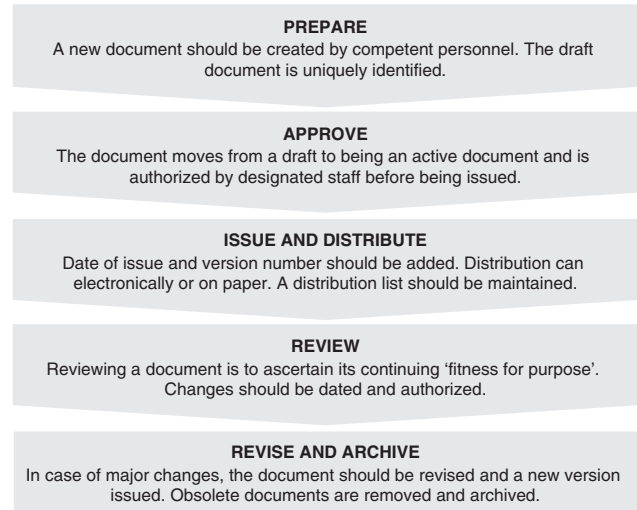 PREPARE
A new document should be created by competent personnel. The draft
document is uniquely identified.
APPROVE
The document moves from a draft to being an active document and is
authorized by designated staff before being issued.
ISSUE AND DISTRIBUTE
Date of issue and version number should be added. Distribution can
electronically or on paper. A distribution list should be maintained.
REVIEW
Reviewing a document is to ascertain its continuing ‘fitness for purpose’.
Changes should be dated and authorized.
REVISE AND ARCHIVE
In case of major changes, the document should be revised and a new version
issued. Obsolete documents are removed and archived.